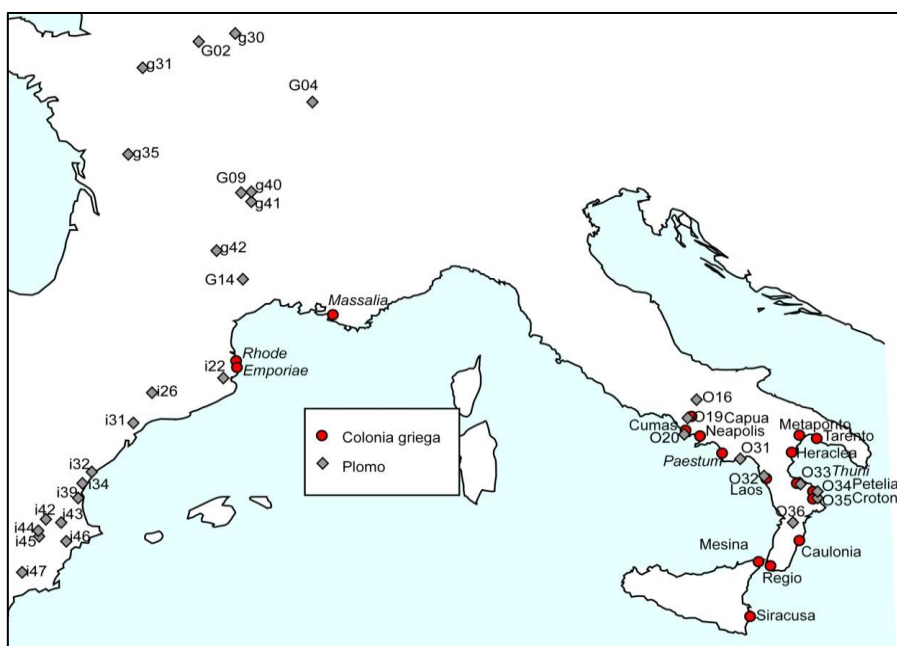 g30
G02
g31
G04
g35
G09
g40
g41
g42
G14
Massalia
Rhode
i22
Emporiae
i26
i31
O16
O19
Capua
Cumas
Neapolis
O20
Metaponto
Tarento
Colonia griega
Plomo
Paestum
O31
Heraclea
i32
i34
i39
O32
Laos
O33
Thurii
O34
Petelia
O35
Croton
i42
i43
i44
i45
i46
O36
Mesina
Caulonia
i47
Regio
Siracusa